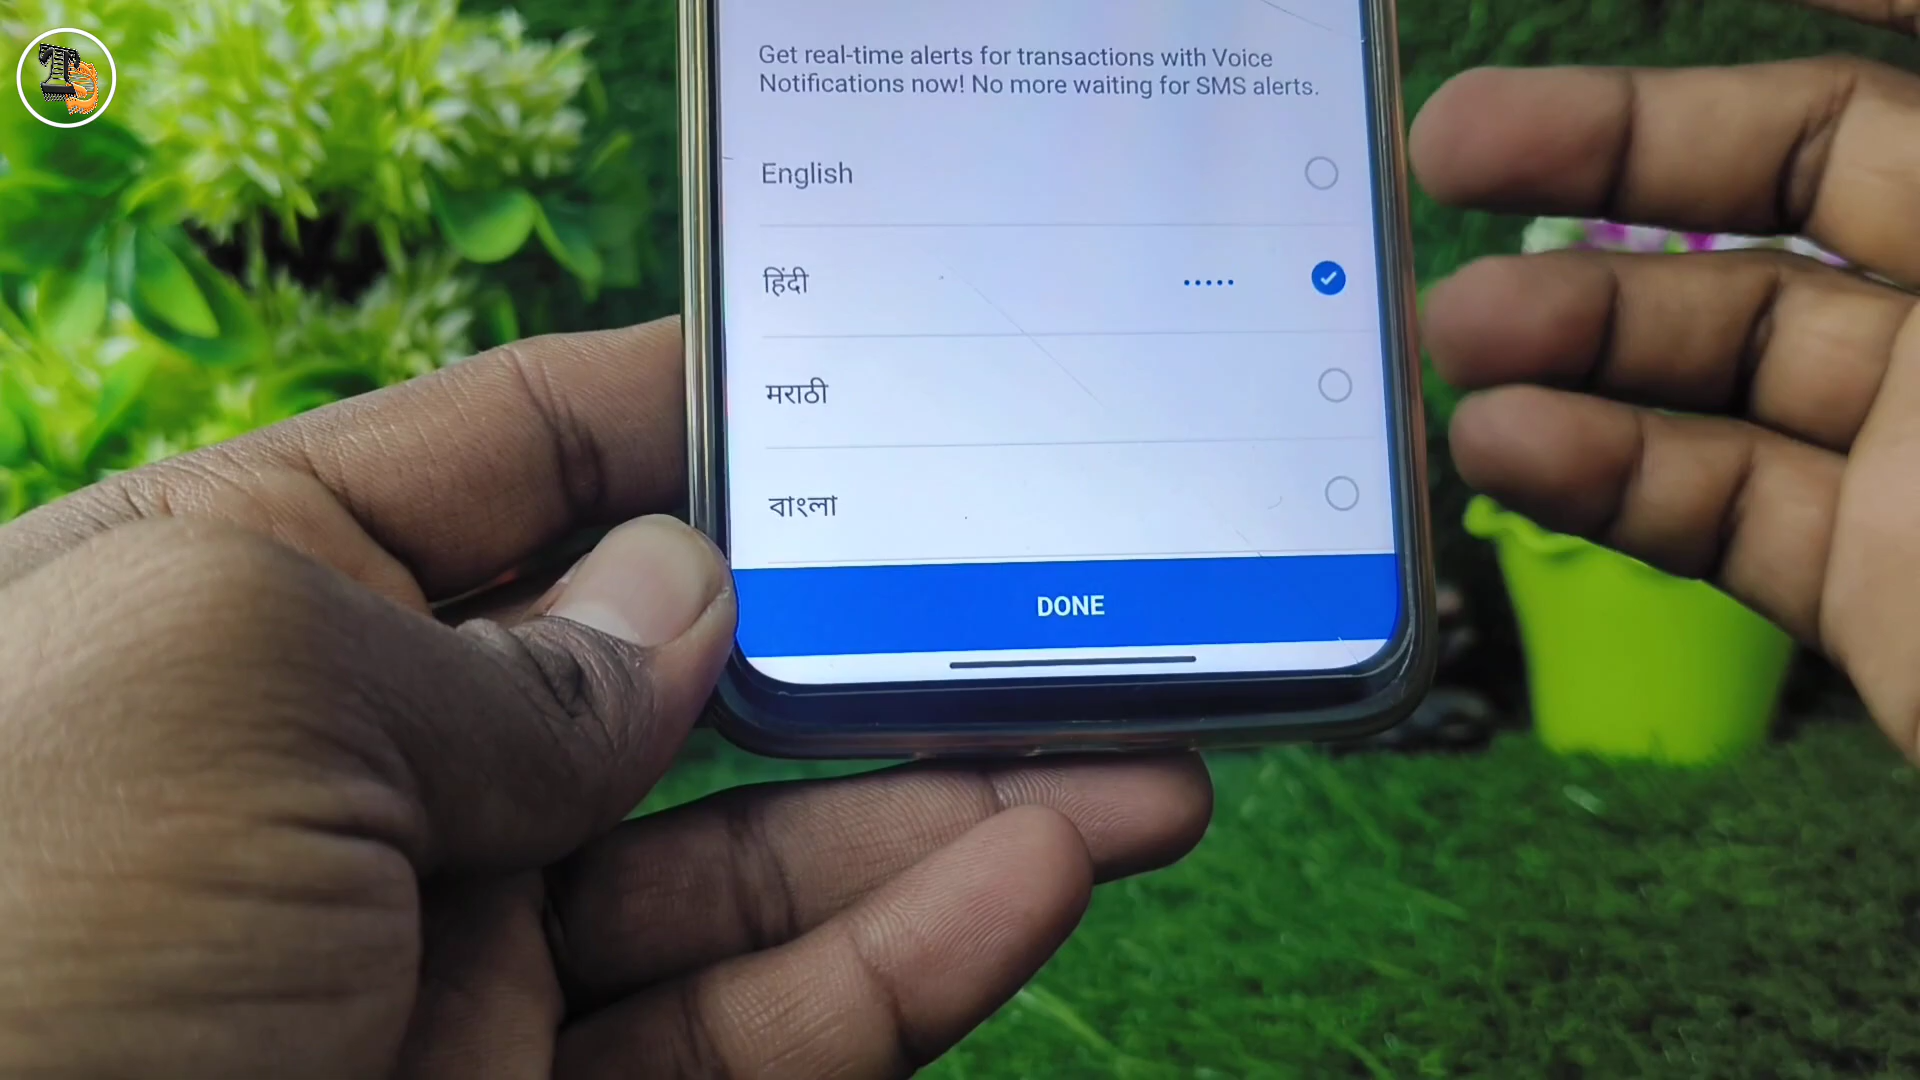 Get real-time alerts for transactions with Voice
Notifications now! No more waiting for SMS alerts.
English
हिंदी
मराठी
বাংলা
DONE